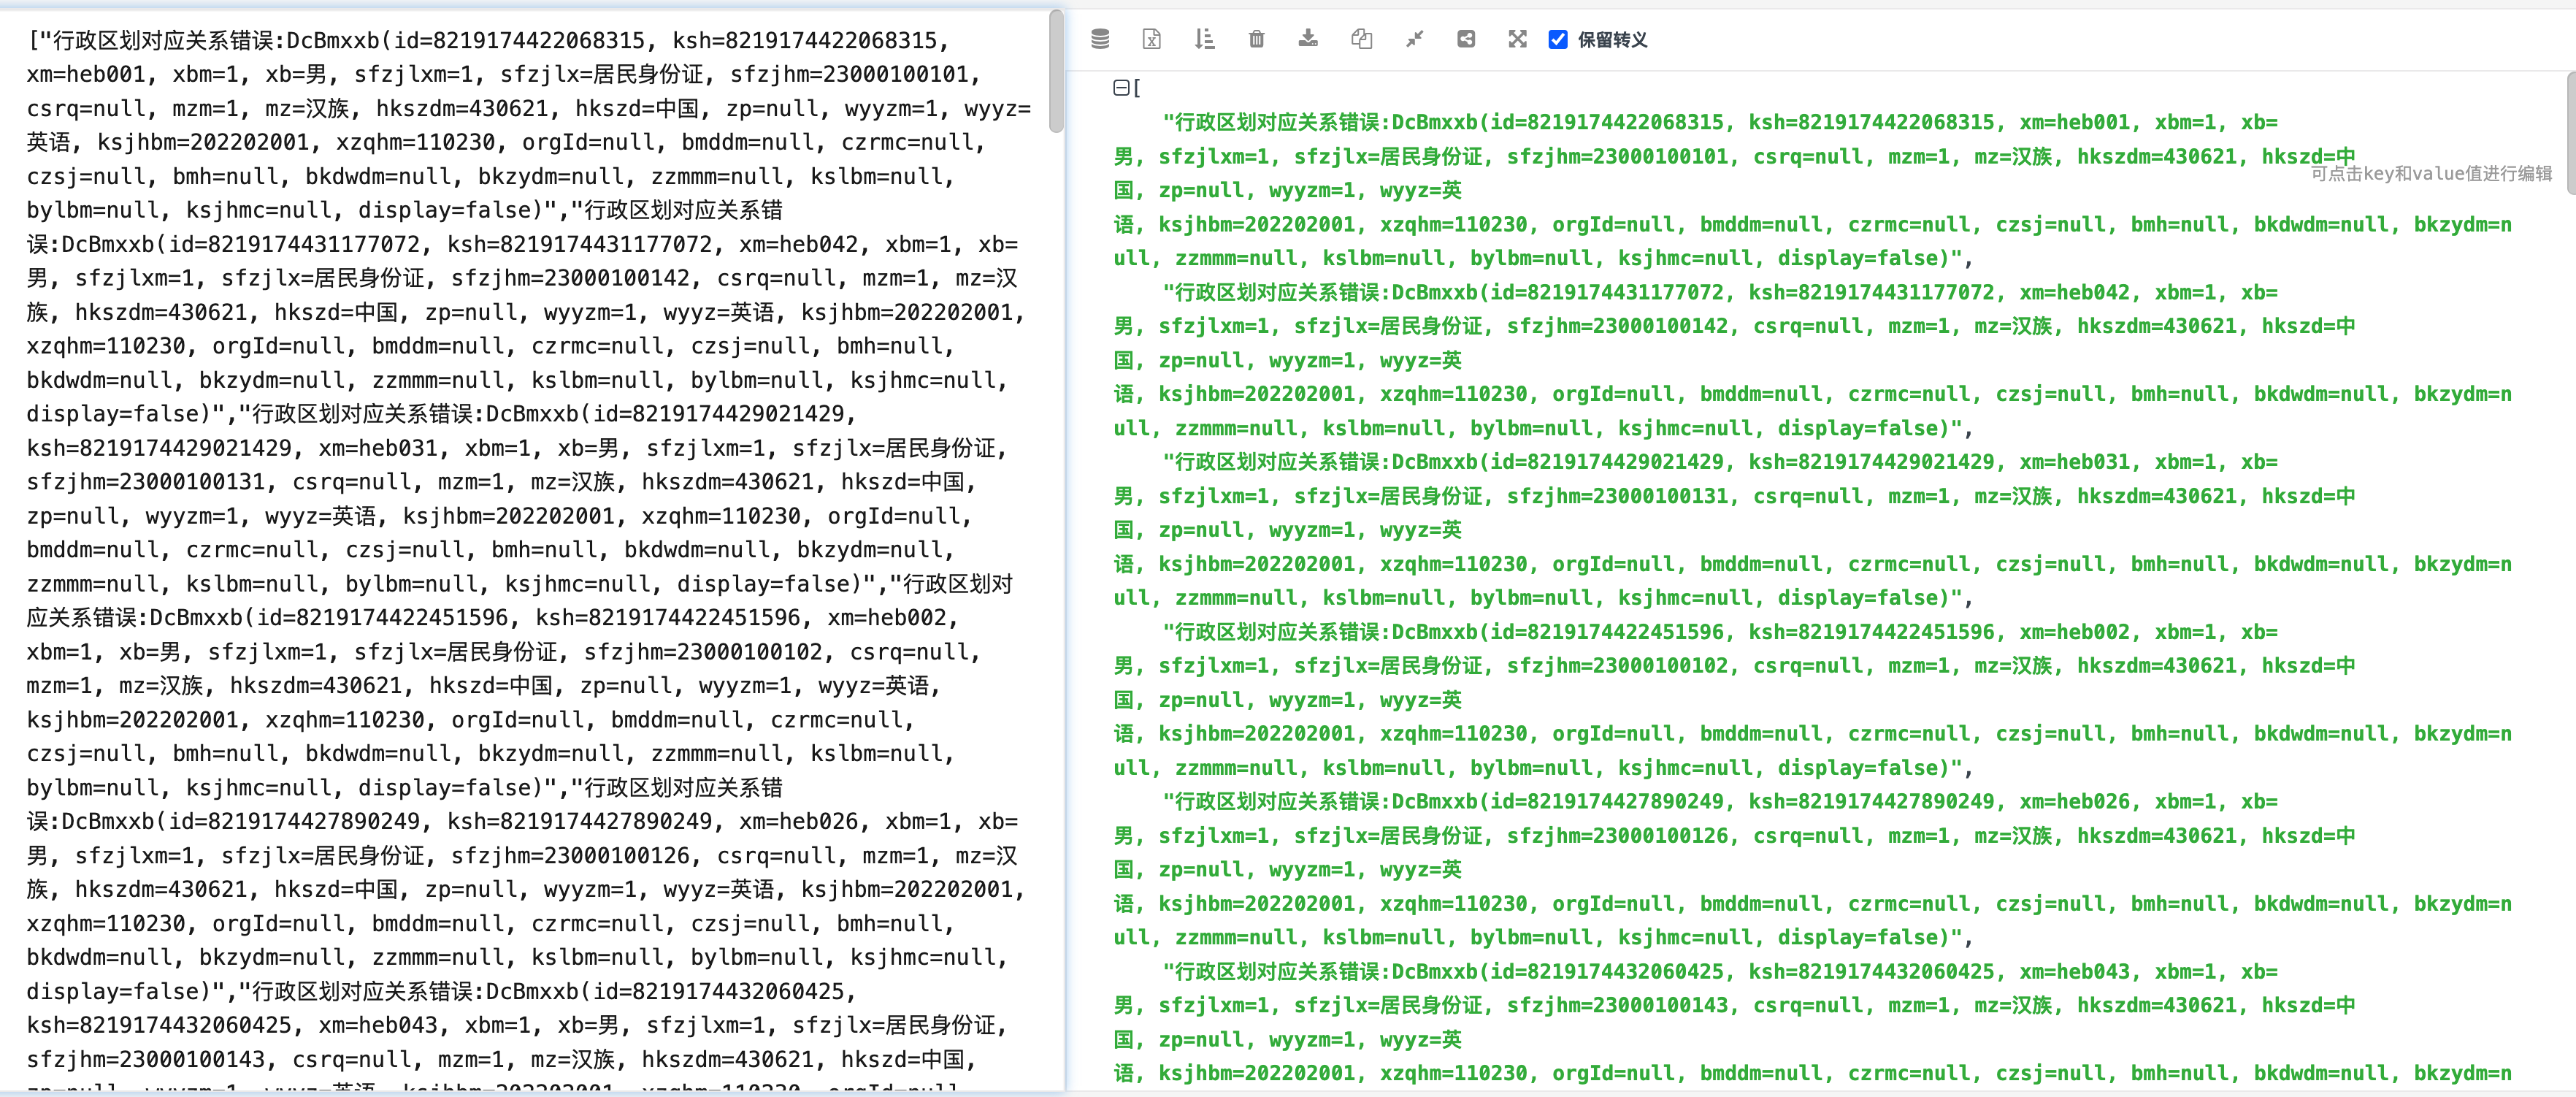 ["行政区划对应关系错误:DcBmxxb(id=8219174422068315, ksh=8219174422068315,
xm=heb001, xbm=1, xb=男, sfzjlxm=1, sfzjlx=居民身份证, sfzjhm=23000100101,
csrq=null, mzm=1, mz=汉族, hkszdm=430621, hkszd=中国, zp=null, wyyzm=1, wyyz=
英语, ksjhbm=202202001, xzqhm=110230, orgId=null, bmddm=null, czrmc=null,
czsj=null, bmh=null, bkdwdm=null, bkzydm=null, zzmmm=null, kslbm=null,
bylbm=null, ksjhmc=null, display=false)","行政区划对应关系错
误:DcBmxxb(id=8219174431177072, ksh=8219174431177072, xm=heb042, xbm=1, xb=
男, sfzjlxm=1, sfzjlx=居民身份证, sfzjhm=23000100142, csrq=null, mzm=1, mz=汉
族, hkszdm=430621, hkszd=中国, zp=null, wyyzm=1, wyyz=英语, ksjhbm=202202001,
xzqhm=110230, orgId=null, bmddm=null, czrmc=null, czsj=null, bmh=null,
bkdwdm=null, bkzydm=null, zzmmm=null, kslbm=null, bylbm=null, ksjhmc=null,
display=false)","行政区划对应关系错误:DcBmxxb(id=8219174429021429,
ksh=8219174429021429, xm=heb031, xbm=1, xb=男, sfzjlxm=1, sfzjlx=居民身份证,
sfzjhm=23000100131, csrq=null, mzm=1, mz=汉族, hkszdm=430621, hkszd=中国,
zp=null, wyyzm=1, wyyz=英语, ksjhbm=202202001, xzqhm=110230, orgId=null,
bmddm=null, czrmc=null, czsj=null, bmh=null, bkdwdm=null, bkzydm=null,
zzmmm=null, kslbm=null, bylbm=null, ksjhmc=null, display=false)","行政区划对
应关系错误:DcBmxxb(id=8219174422451596, ksh=8219174422451596, xm=heb002,
xbm=1, xb=男, sfzjlxm=1, sfzjlx=居民身份证, sfzjhm=23000100102, csrq=null,
mzm=1, mz=汉族, hkszdm=430621, hkszd=中国, zp=null, wyyzm=1, wyyz=英语,
ksjhbm=202202001, xzqhm=110230, orgId=null, bmddm=null, czrmc=null,
czsj=null, bmh=null, bkdwdm=null, bkzydm=null, zzmmm=null, kslbm=null,
bylbm=null, ksjhmc=null, display=false)","行政区划对应关系错
误:DcBmxxb(id=8219174427890249, ksh=8219174427890249, xm=heb026, xbm=1, xb=
男, sfzjlxm=1, sfzjlx=居民身份证, sfzjhm=23000100126, csrq=null, mzm=1, mz=汉
族, hkszdm=430621, hkszd=中国, zp=null, wyyzm=1, wyyz=英语, ksjhbm=202202001,
xzqhm=110230, orgId=null, bmddm=null, czrmc=null, czsj=null, bmh=null,
bkdwdm=null, bkzydm=null, zzmmm=null, kslbm=null, bylbm=null, ksjhmc=null,
display=false)","行政区划对应关系错误:DcBmxxb(id=8219174432060425,
ksh=8219174432060425, xm=heb043, xbm=1, xb=男, sfzjlxm=1, sfzjlx=居民身份证,
sfzjhm=23000100143, csrq=null, mzm=1, mz=汉族, hkszdm=430621, hkszd=中国,
zp=null, wyyzm=1, wyyz=英语, ksjhbm=202202001, xzqhm=110230, orgId=null,
保留转义
[
"行政区划对应关系错误:DcBmxxb(id=8219174422068315, ksh=8219174422068315, xm=heb001, xbm=1, xb=
男, sfzjlxm=1, sfzjlx=居民身份证, sfzjhm=23000100101, csrq=null, mzm=1, mz=汉族, hkszdm=430621, hkszd=中
可点击key和value值进行编辑
国, zp=null, wyyzm=1, wyyz=英
语, ksjhbm=202202001, xzqhm=110230, orgId=null, bmddm=null, czrmc=null, czsj=null, bmh=null, bkdwdm=null, bkzydm=n
ull, zzmmm=null, kslbm=null, bylbm=null, ksjhmc=null, display=false)",
"行政区划对应关系错误:DcBmxxb(id=8219174431177072, ksh=8219174431177072, xm=heb042, xbm=1, xb=
男, sfzjlxm=1, sfzjlx=居民身份证, sfzjhm=23000100142, csrq=null, mzm=1, mz=汉族, hkszdm=430621, hkszd=中
国, zp=null, wyyzm=1, wyyz=英
语, ksjhbm=202202001, xzqhm=110230, orgId=null, bmddm=null, czrmc=null, czsj=null, bmh=null, bkdwdm=null, bkzydm=n
ull, zzmmm=null, kslbm=null, bylbm=null, ksjhmc=null, display=false)",
"行政区划对应关系错误:DcBmxxb(id=8219174429021429, ksh=8219174429021429, xm=heb031, xbm=1, xb=
男, sfzjlxm=1, sfzjlx=居民身份证, sfzjhm=23000100131, csrq=null, mzm=1, mz=汉族, hkszdm=430621, hkszd=中
国, zp=null, wyyzm=1, wyyz=英
语, ksjhbm=202202001, xzqhm=110230, orgId=null, bmddm=null, czrmc=null, czsj=null, bmh=null, bkdwdm=null, bkzydm=n
ull, zzmmm=null, kslbm=null, bylbm=null, ksjhmc=null, display=false)",
"行政区划对应关系错误:DcBmxxb(id=8219174422451596, ksh=8219174422451596, xm=heb002, xbm=1, xb=
男, sfzjlxm=1, sfzjlx=居民身份证, sfzjhm=23000100102, csrq=null, mzm=1, mz=汉族, hkszdm=430621, hkszd=中
国, zp=null, wyyzm=1, wyyz=英
语, ksjhbm=202202001, xzqhm=110230, orgId=null, bmddm=null, czrmc=null, czsj=null, bmh=null, bkdwdm=null, bkzydm=n
ull, zzmmm=null, kslbm=null, bylbm=null, ksjhmc=null, display=false)",
"行政区划对应关系错误:DcBmxxb(id=8219174427890249, ksh=8219174427890249, xm=heb026, xbm=1, xb=
男, sfzjlxm=1, sfzjlx=居民身份证, sfzjhm=23000100126, csrq=null, mzm=1, mz=汉族, hkszdm=430621, hkszd=中
国, zp=null, wyyzm=1, wyyz=英
语, ksjhbm=202202001, xzqhm=110230, orgId=null, bmddm=null, czrmc=null, czsj=null, bmh=null, bkdwdm=null, bkzydm=n
ull, zzmmm=null, kslbm=null, bylbm=null, ksjhmc=null, display=false)",
"行政区划对应关系错误:DcBmxxb(id=8219174432060425, ksh=8219174432060425, xm=heb043, xbm=1, xb=
男, sfzjlxm=1, sfzjlx=居民身份证, sfzjhm=23000100143, csrq=null, mzm=1, mz=汉族, hkszdm=430621, hkszd=中
国, zp=null, wyyzm=1, wyyz=英
语, ksjhbm=202202001, xzqhm=110230, orgId=null, bmddm=null, czrmc=null, czsj=null, bmh=null, bkdwdm=null, bkzydm=n